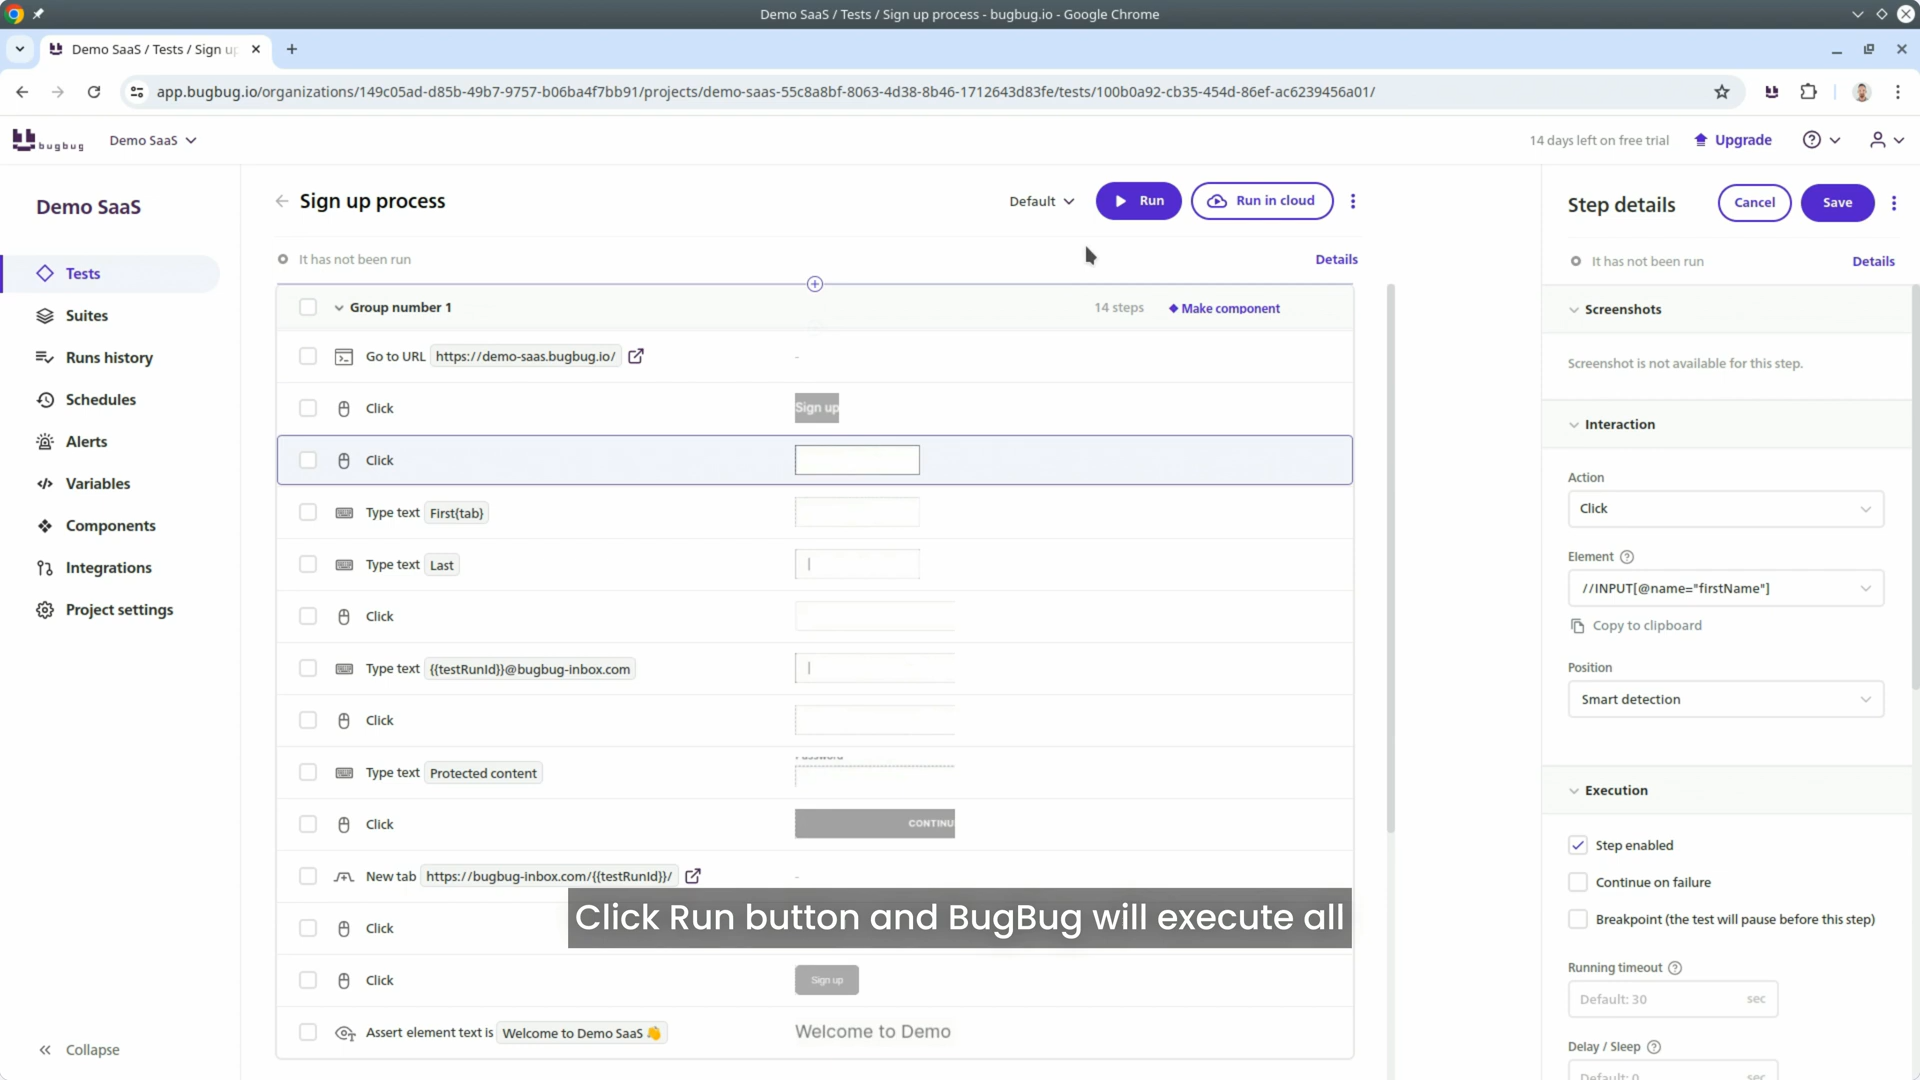 Demo SaaS / Tests / Sign up process - bugbug.io - Google Chrome
Demo SaaS / Tests / Sign up
app.bugbug.io/organizations/149c05ad-d85b-49b7-9757-b06ba4f7bb91/projects/demo-saas-55c8a8bf-8063-4d38-8b46-1712643d83fe/tests/100b0a92-cb35-454d-86ef-ac6239456a01/
bugbug
Demo SaaS
14 days left on free trial
Upgrade
Demo SaaS
Tests
Suites
Runs history
Schedules
Alerts
Variables
Components
Integrations
Project settings
Collapse
Sign up process
Default
Run
Run in cloud
It has not been run
Details
Group number 1
14 steps
Make component
Go to URL https://demo-saas.bugbug.io/ -
Click Sign up
Click
Type text First{tab}
Type text Last
Click
Type text {{testRunId}}@bugbug-inbox.com
Click
Type text Protected content
Click CONTINU
New tab https://bugbug-inbox.com/{{testRunId}}/ -
Click
Click Run button and BugBug will execute all
Click Sign up
Assert element text is Welcome to Demo SaaS 👋 Welcome to Demo
Step details
Cancel
Save
It has not been run
Details
Screenshots
Screenshot is not available for this step.
Interaction
Action
Click
Element
//INPUT[@name="firstName"]
Copy to clipboard
Position
Smart detection
Execution
Step enabled
Continue on failure
Breakpoint (the test will pause before this step)
Running timeout
Default: 30 sec
Delay / Sleep
Default: 0 sec